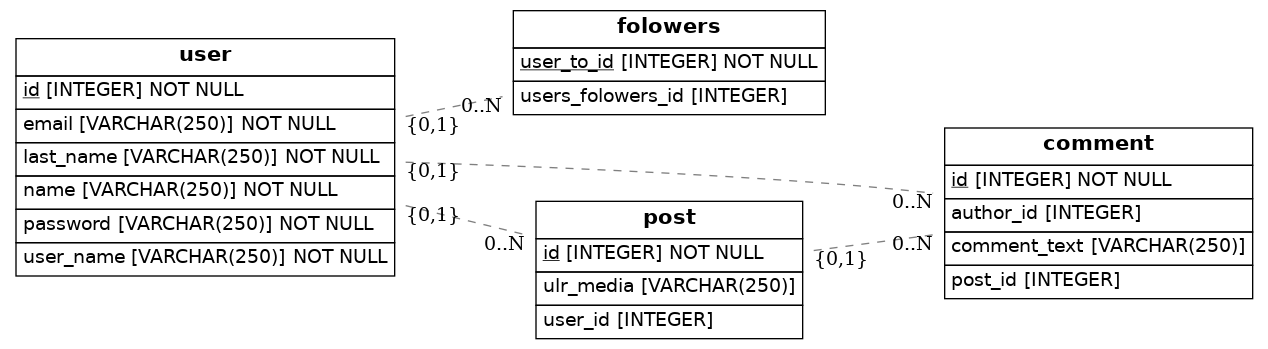 user
id [INTEGER] NOT NULL
email [VARCHAR(250)] NOT NULL
last_name [VARCHAR(250)] NOT NULL
name [VARCHAR(250)] NOT NULL
password [VARCHAR(250)] NOT NULL
user_name [VARCHAR(250)] NOT NULL
folowers
user_to_id [INTEGER] NOT NULL
users_folowers_id [INTEGER]
0..N
{0,1}
{0,1}
0..N
{0,1}
0..N
post
id [INTEGER] NOT NULL
ulr_media [VARCHAR(250)]
user_id [INTEGER]
{0,1}
0..N
comment
id [INTEGER] NOT NULL
author_id [INTEGER]
comment_text [VARCHAR(250)]
post_id [INTEGER]